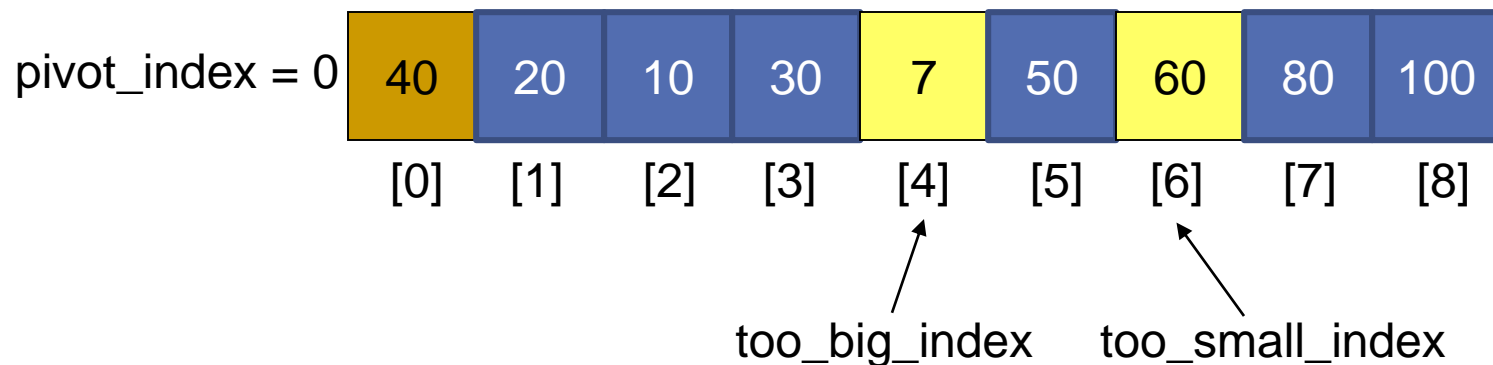 pivot_index = 0 40 20 10 30 7 50 60 80 100
[0] [1] [2] [3] [4] [5] [6] [7] [8]
too_big_index too_small_index